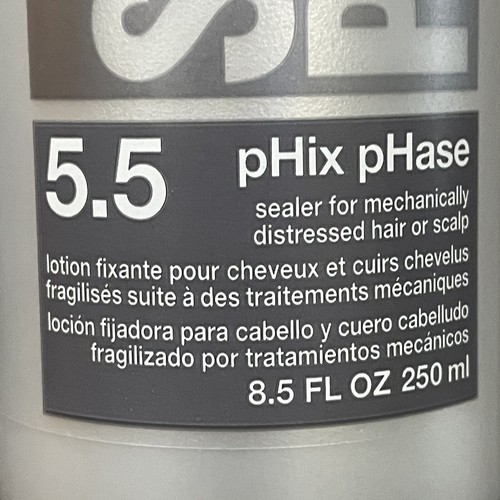 5.5 pHix pHase
sealer for mechanically
distressed hair or scalp
lotion fixante pour cheveux et cuirs chevelus
fragilisés suite à des traitements mécaniques
loción fijadora para cabello y cuero cabelludo
fragilizado por tratamientos mecánicos
8.5 FL OZ 250 ml